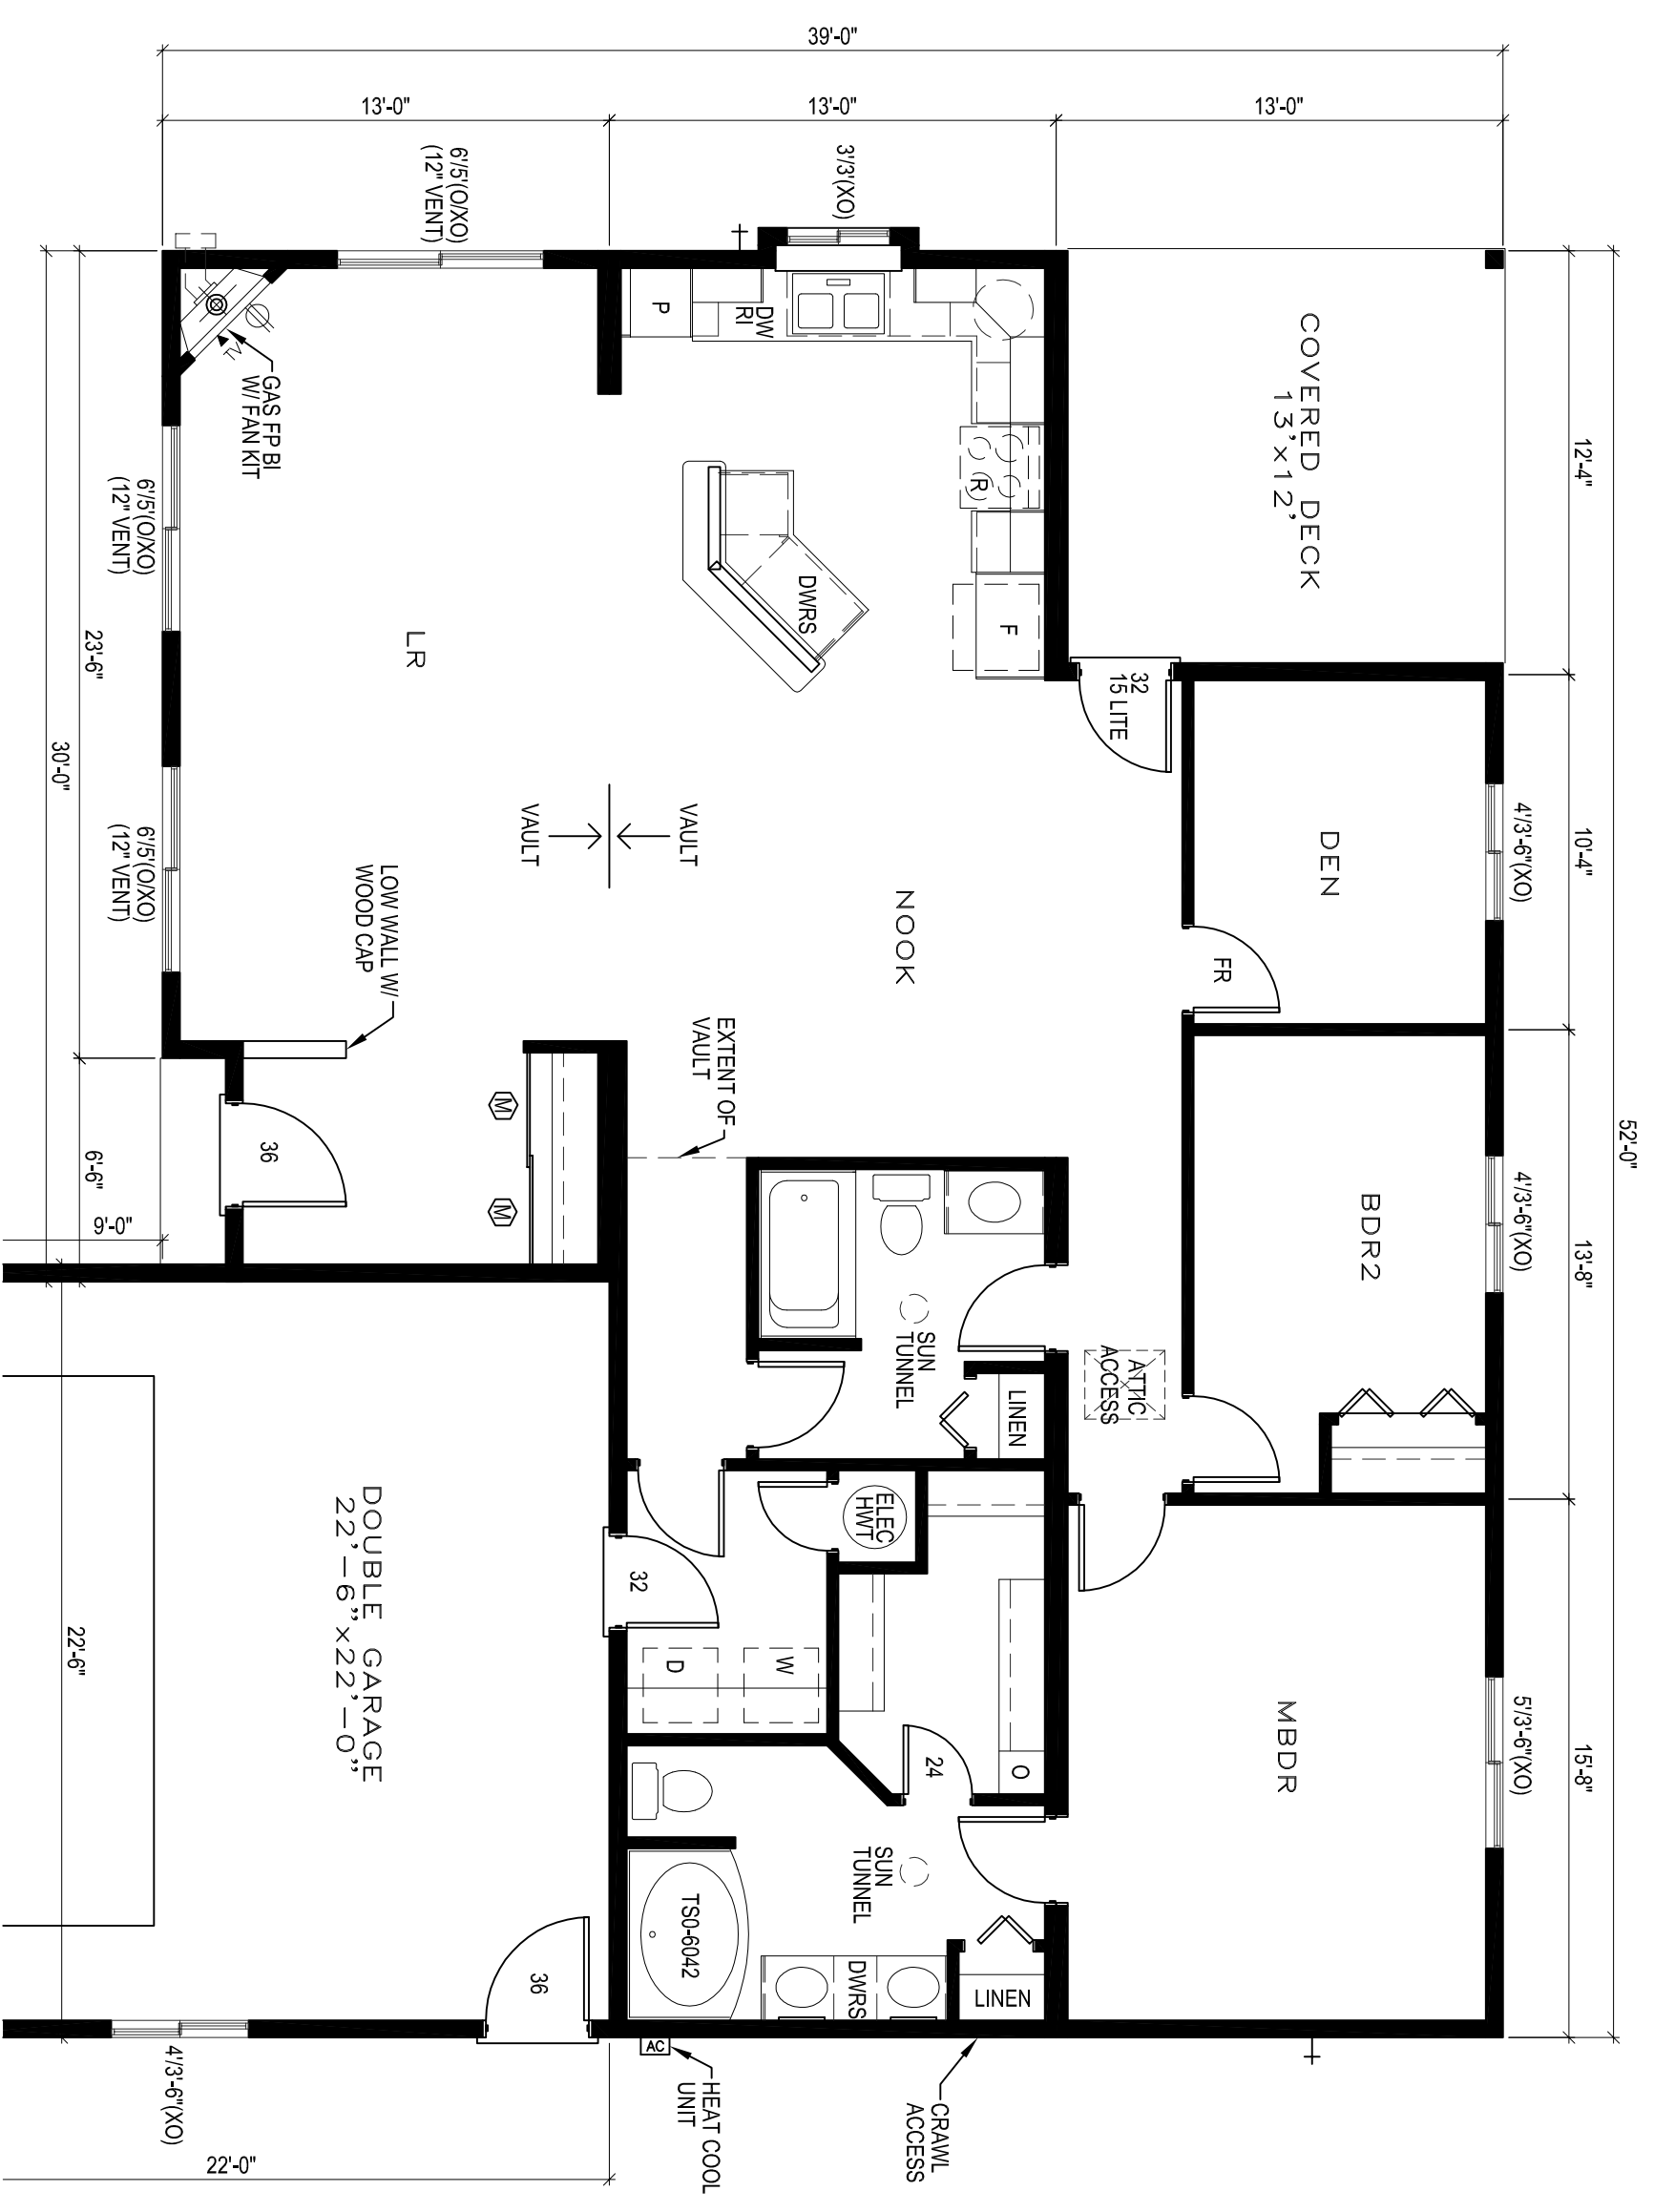 39'-0"
13'-0"
13'-0"
13'-0"
6'/5'(O/XO)
(12" VENT)
3'/3'(XO)
COVERED DECK
13'x12'
12'-4"
10'-4"
13'-8"
15'-8"
52'-0"
P
DW
RI
R
F
DWRS
TV
GAS FP BI
W/ FAN KIT
6'/5'(O/XO)
(12" VENT)
6'/5'(O/XO)
(12" VENT)
LR
23'-6"
30'-0"
6'-6"
9'-0"
VAULT
VAULT
NOOK
32
15 LITE
DEN
FR
4'/3'-6"(XO)
LOW WALL W/
WOOD CAP
EXTENT OF
VAULT
M
M
36
BDR2
4'/3'-6"(XO)
SUN
TUNNEL
LINEN
ATTIC
ACCESS
ELEC
HWT
32
D
W
O
24
MBDR
5'/3'-6"(XO)
DOUBLE GARAGE
22'-6"x22'-0"
22'-6"
SUN
TUNNEL
TS0-6042
DWRS
LINEN
36
AC
HEAT COOL
UNIT
CRAWL
ACCESS
4'/3'-6"(XO)
22'-0"